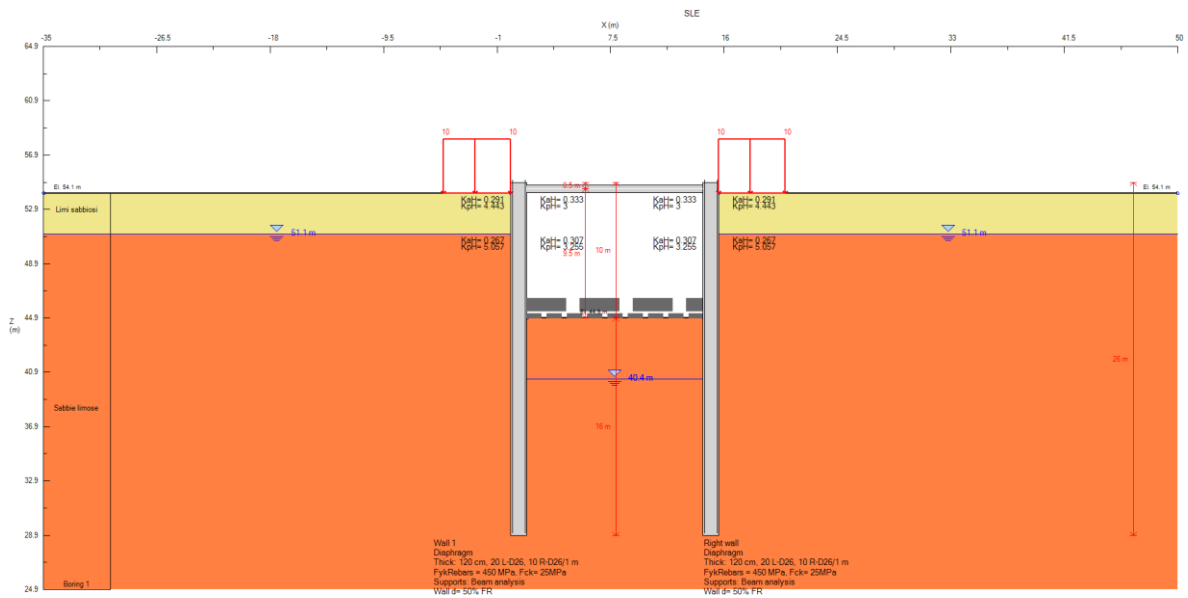 SLE
X (m)
-35 -26.5 -18 -9.5 -1 7.5 16 24.5 33 41.5 50
64.9
60.9
56.9
52.9
48.9
44.9
40.9
36.9
32.9
28.9
24.9
Z
(m)
10 10 10 10
El. 54.1 m
0.5 m
El. 54.1 m
Limi sabbiosi
KaH= 0.291 KaH= 0.333 KaH= 0.333 KaH= 0.291
KpH= 4.443 KpH= 3 KpH= 3 KpH= 4.443
51.1 m 51.1 m
KaH= 0.267 KaH= 0.307 KaH= 0.307 KaH= 0.267
KpH= 5.057 KpH= 3.255 KpH= 3.255 KpH= 5.057
9.5 m 10 m
26 m
40.4 m
Sabbie limose
16 m
Boring 1
Wall 1
Diaphragm
Thick: 120 cm, 20 L-D26, 10 R-D26/1 m
FykRebars = 450 MPa, Fck= 25MPa
Supports: Beam analysis
Wall d= 50% FR
Right wall
Diaphragm
Thick: 120 cm, 20 L-D26, 10 R-D26/1 m
FykRebars = 450 MPa, Fck= 25MPa
Supports: Beam analysis
Wall d= 50% FR